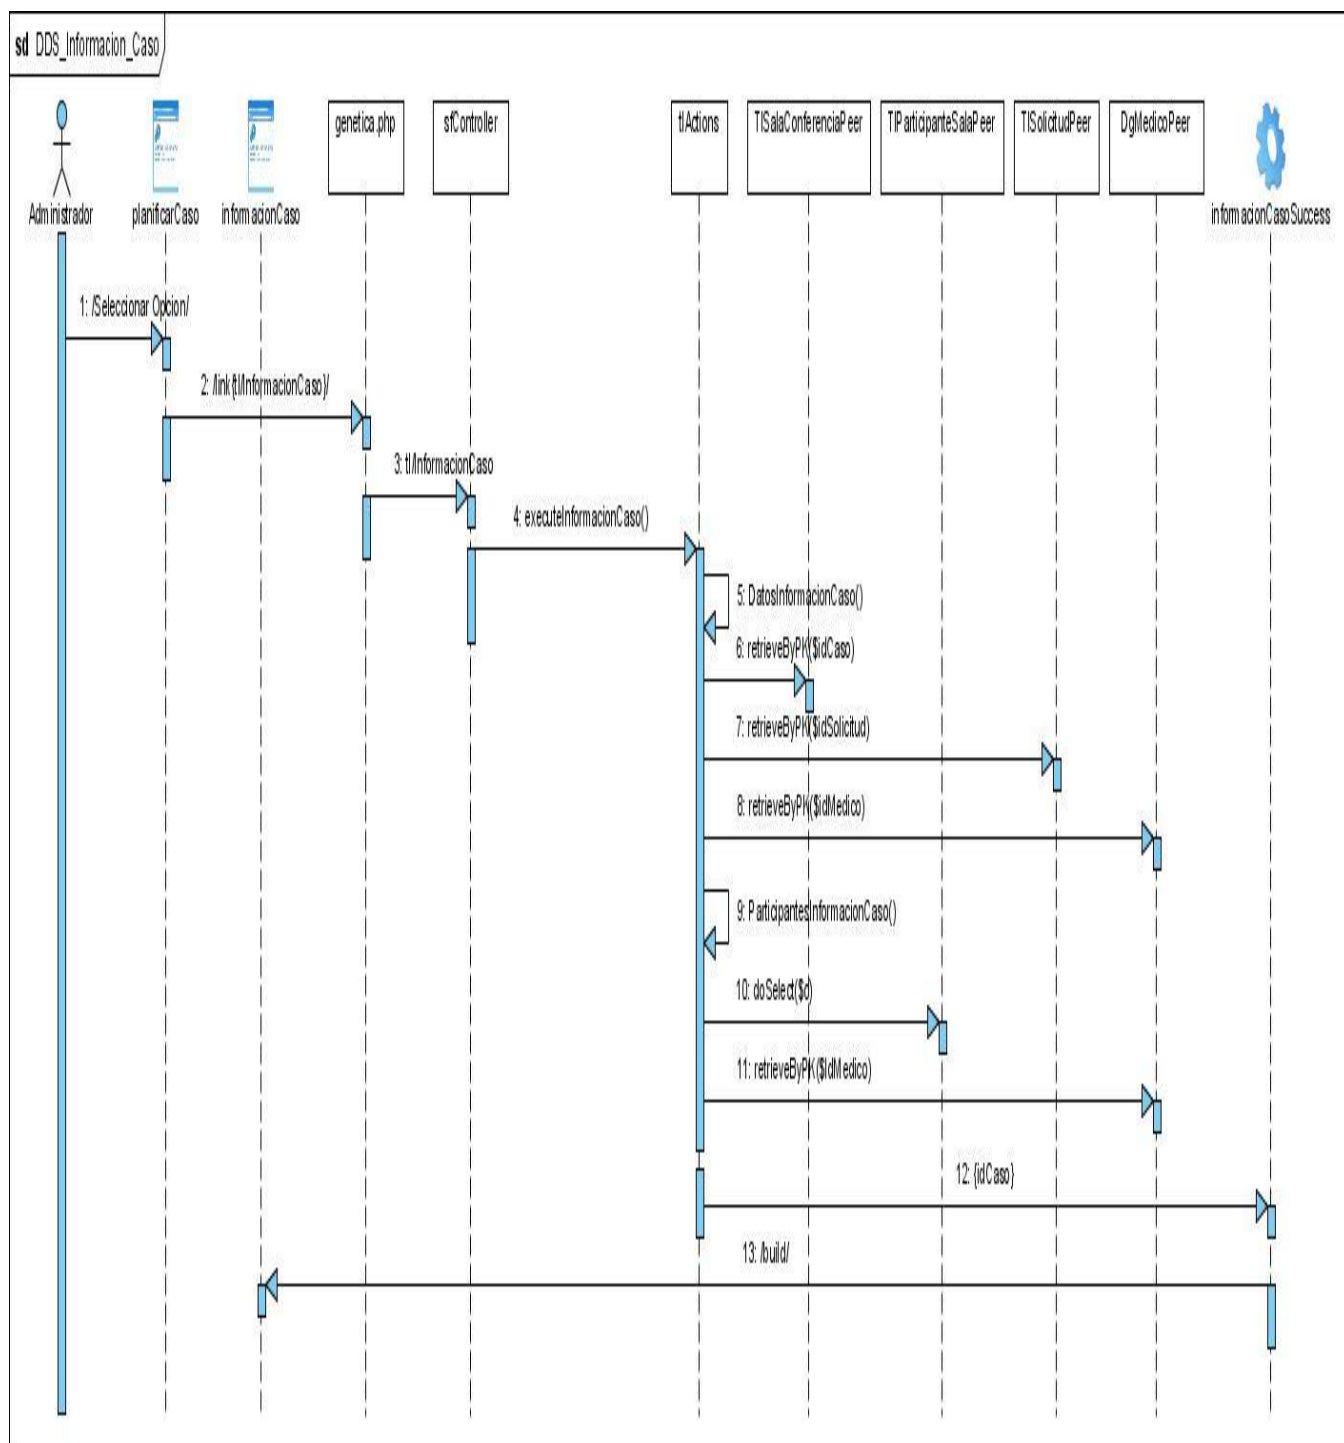 sd DDS_Informacion_Caso
Administrador
planificarCaso
informacionCaso
genetica.php
sfController
tlActions
TlSalaConferenciaPeer
TlParticipanteSalaPeer
TlSolicitudPeer
DgMedicoPeer
informacionCasoSuccess
1: /Seleccionar Opcion/
2: /link{tl/InformacionCaso}/
3: tl/InformacionCaso
4: executeInformacionCaso()
5: DatosInformacionCaso()
6: retrieveByPK($idCaso)
7: retrieveByPK($idSolicitud)
8: retrieveByPK($idMedico)
9: ParticipantesInformacionCaso()
10: doSelect($c)
11: retrieveByPK($IdMedico)
12: {idCaso}
13: /build/